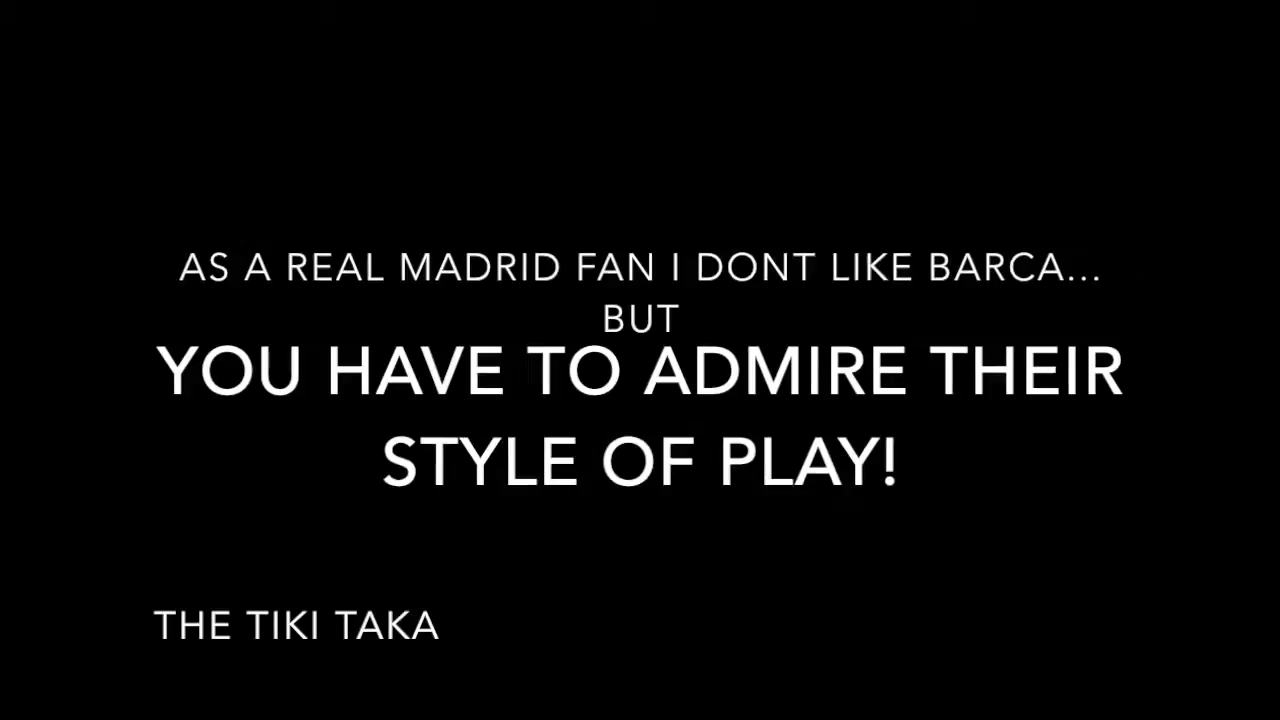 AS A REAL MADRID FAN I DONT LIKE BARCA...
BUT
YOU HAVE TO ADMIRE THEIR
STYLE OF PLAY!
THE TIKI TAKA